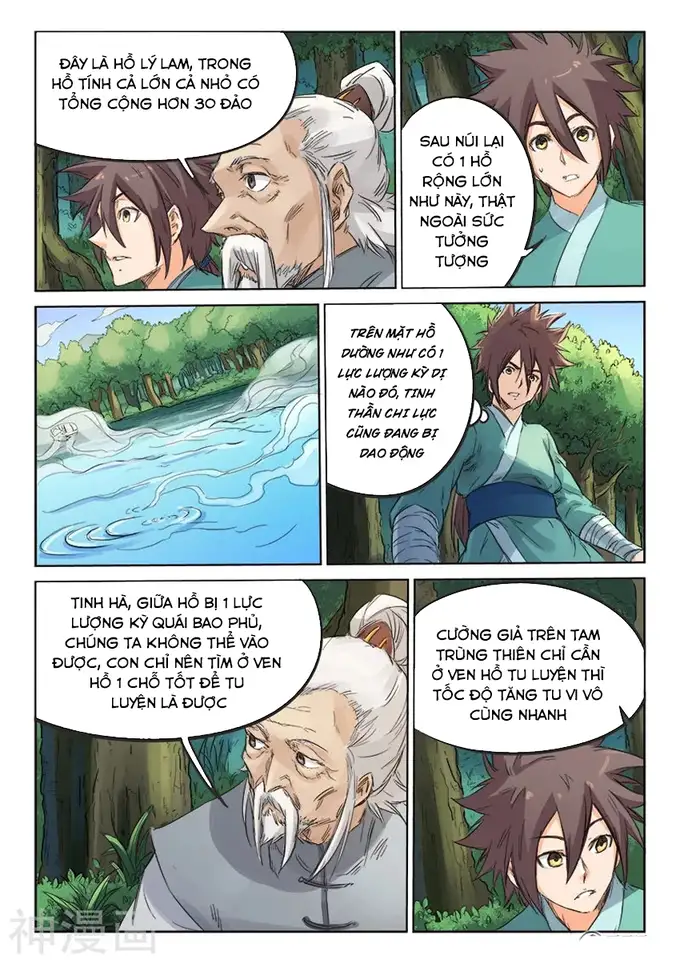 ĐÂY LÀ HỒ LÝ LAM, TRONG
HỒ TÍNH CẢ LỚN CẢ NHỎ CÓ
TỔNG CỘNG HƠN 30 ĐẢO
SAU NÚI LẠI
CÓ 1 HỒ
RỘNG LỚN
NHƯ NÀY, THẬT
NGOÀI SỨC
TƯỞNG
TƯỢNG
TRÊN MẶT HỒ
DƯỜNG NHƯ CÓ 1
LỰC LƯỢNG KỲ DỊ
NÀO ĐÓ, TINH
THẦN CHI LỰC
CŨNG ĐANG BỊ
DAO ĐỘNG
TINH HÀ, GIỮA HỒ BỊ 1 LỰC
LƯỢNG KỲ QUÁI BAO PHỦ,
CHÚNG TA KHÔNG THỂ VÀO
ĐƯỢC, CON CHỈ NÊN TÌM Ở VEN
HỒ 1 CHỖ TỐT ĐỂ TU
LUYỆN LÀ ĐƯỢC
CƯỜNG GIẢ TRÊN TAM
TRÙNG THIÊN CHỈ CẦN
Ở VEN HỒ TU LUYỆN THÌ
TỐC ĐỘ TĂNG TU VI VÔ
CÙNG NHANH
神漫画